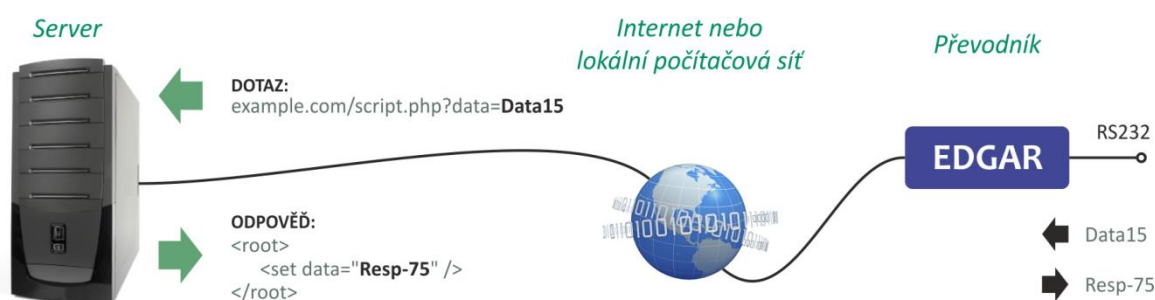 Server
DOTAZ:
example.com/script.php?data=Data15
ODPOVĚĎ:
<root>
<set data="Resp-75" />
</root>
Internet nebo
lokální počítačová síť
Převodník
EDGAR
RS232
Data15
Resp-75